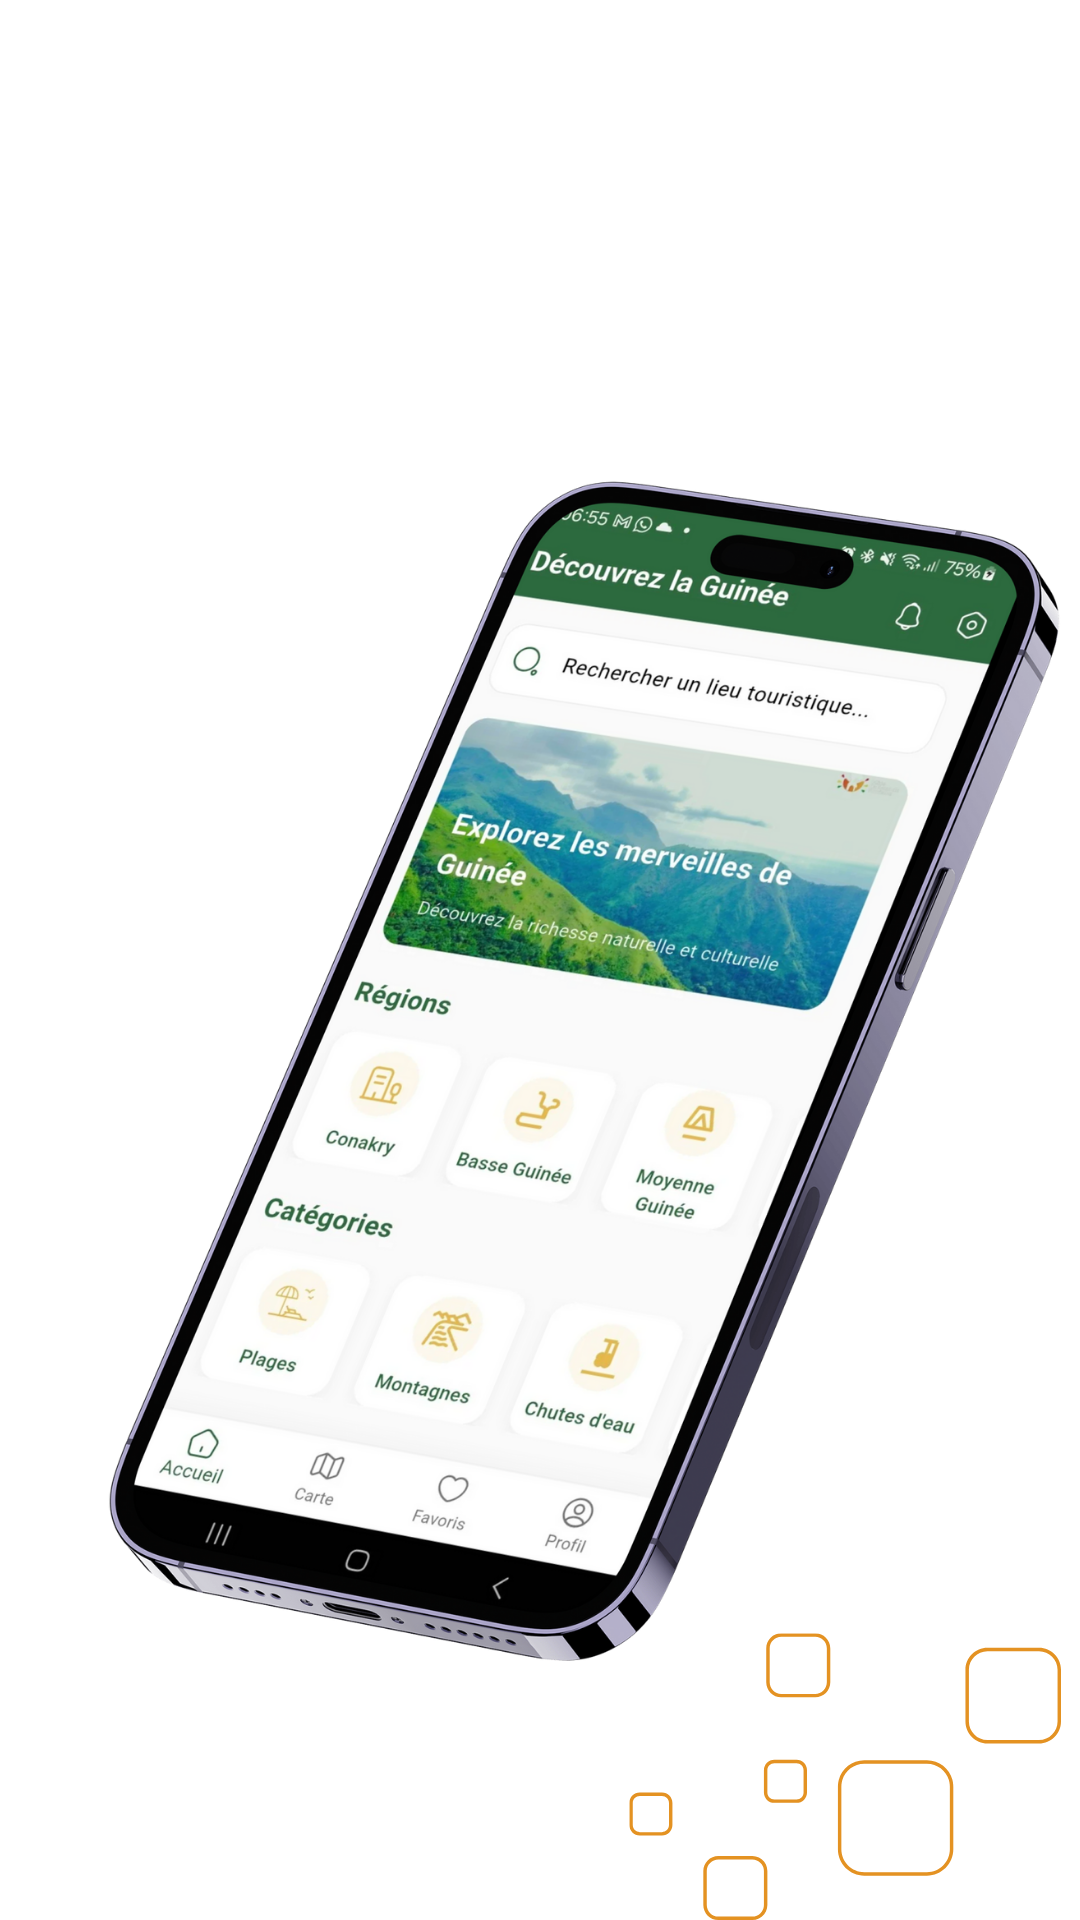 06:55
75%
Découvrez la Guinée
Rechercher un lieu touristique...
Explorez les merveilles de
Guinée
Découvrez la richesse naturelle et culturelle
Régions
Conakry
Basse Guinée
Moyenne
Guinée
Catégories
Plages
Montagnes
Chutes d'eau
Accueil
Carte
Favoris
Profil